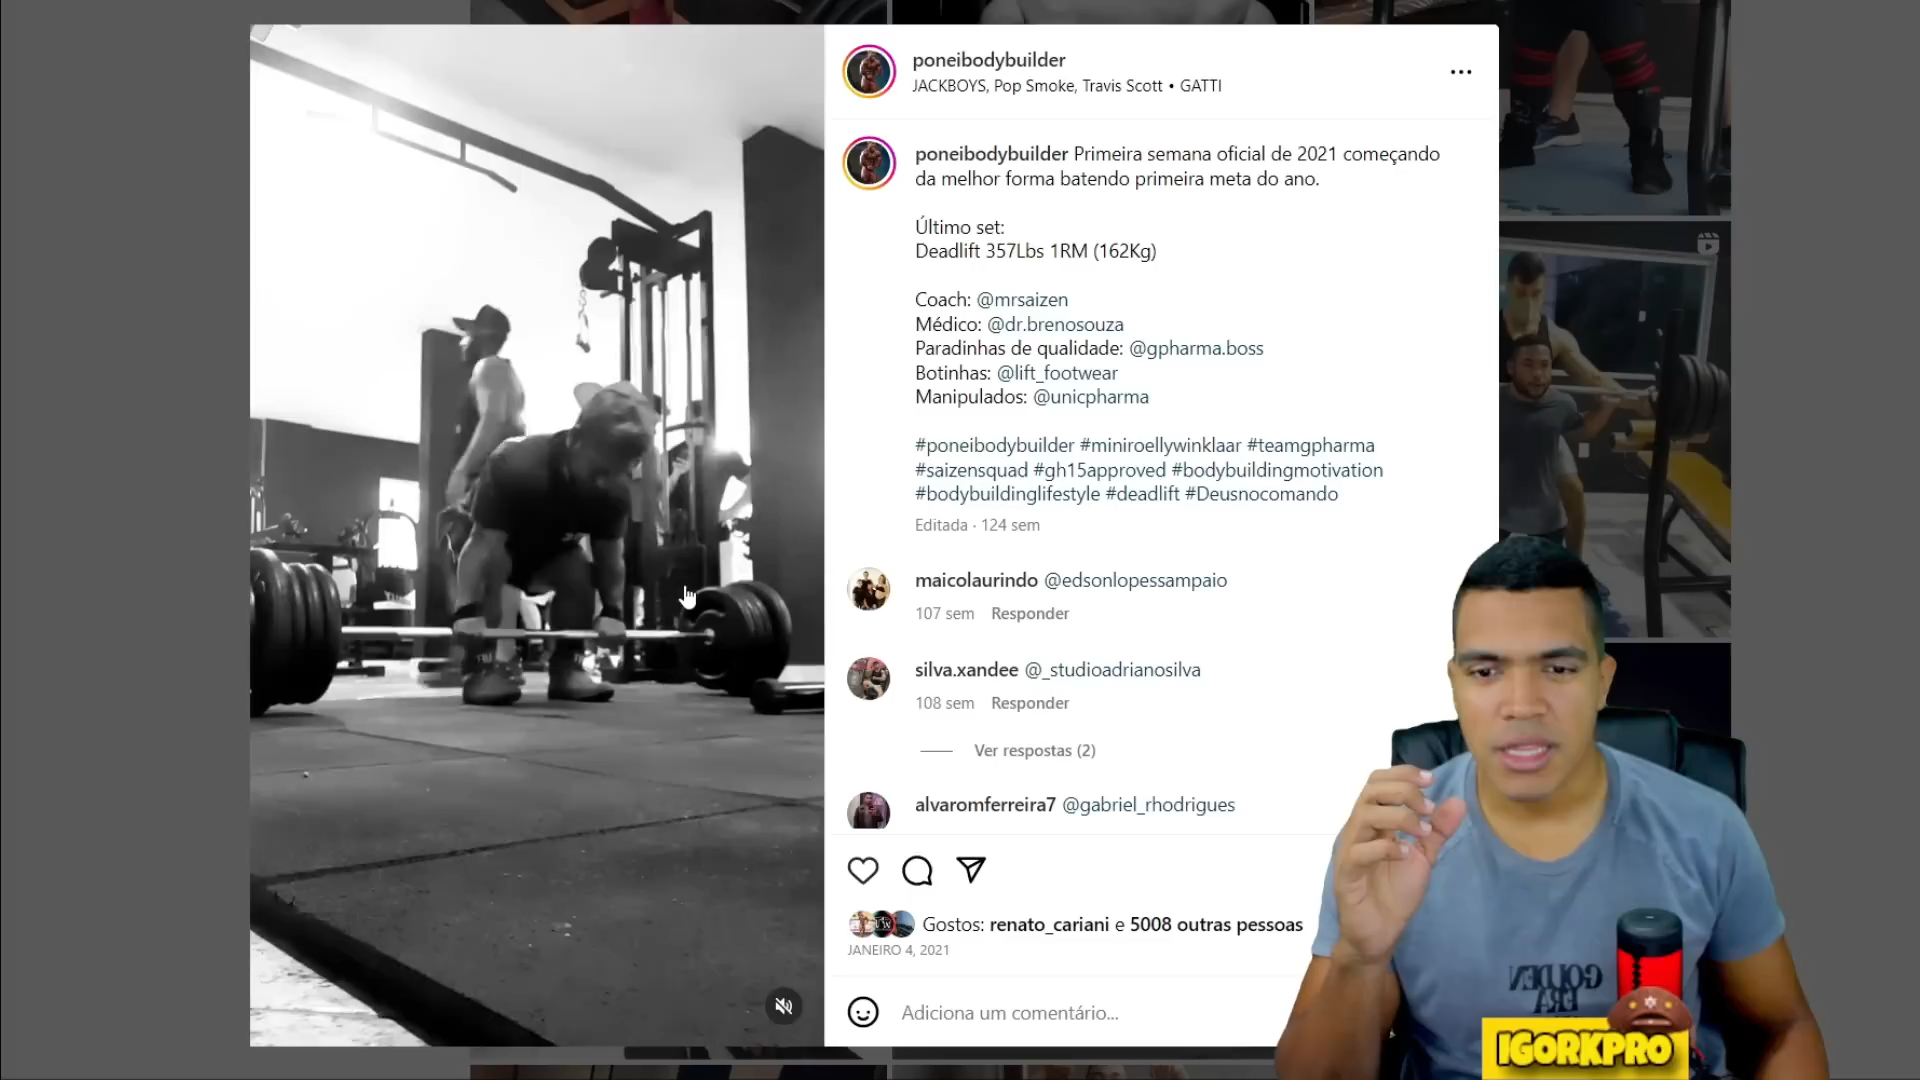 poneibodybuilder
JACKBOYS, Pop Smoke, Travis Scott • GATTI
poneibodybuilder Primeira semana oficial de 2021 começando
da melhor forma batendo primeira meta do ano.
Último set:
Deadlift 357Lbs 1RM (162Kg)
Coach: @mrsaizen
Médico: @dr.brenosouza
Paradinhas de qualidade: @gpharma.boss
Botinhas: @lift_footwear
Manipulados: @unicpharma
#poneibodybuilder #miniroellywinklaar #teamgpharma
#saizensquad #gh15approved #bodybuildingmotivation
#bodybuildinglifestyle #deadlift #Deusnocomando
Editada · 124 sem
maicolaurindo @edsonlopessampaio
107 sem Responder
silva.xandee @_studioadrianosilva
108 sem Responder
Ver respostas (2)
alvaromferreira7 @gabriel_rhodrigues
Gostos: renato_cariani e 5008 outras pessoas
JANEIRO 4, 2021
Adiciona um comentário...
GOLDEN
ERA
IGORKPRO